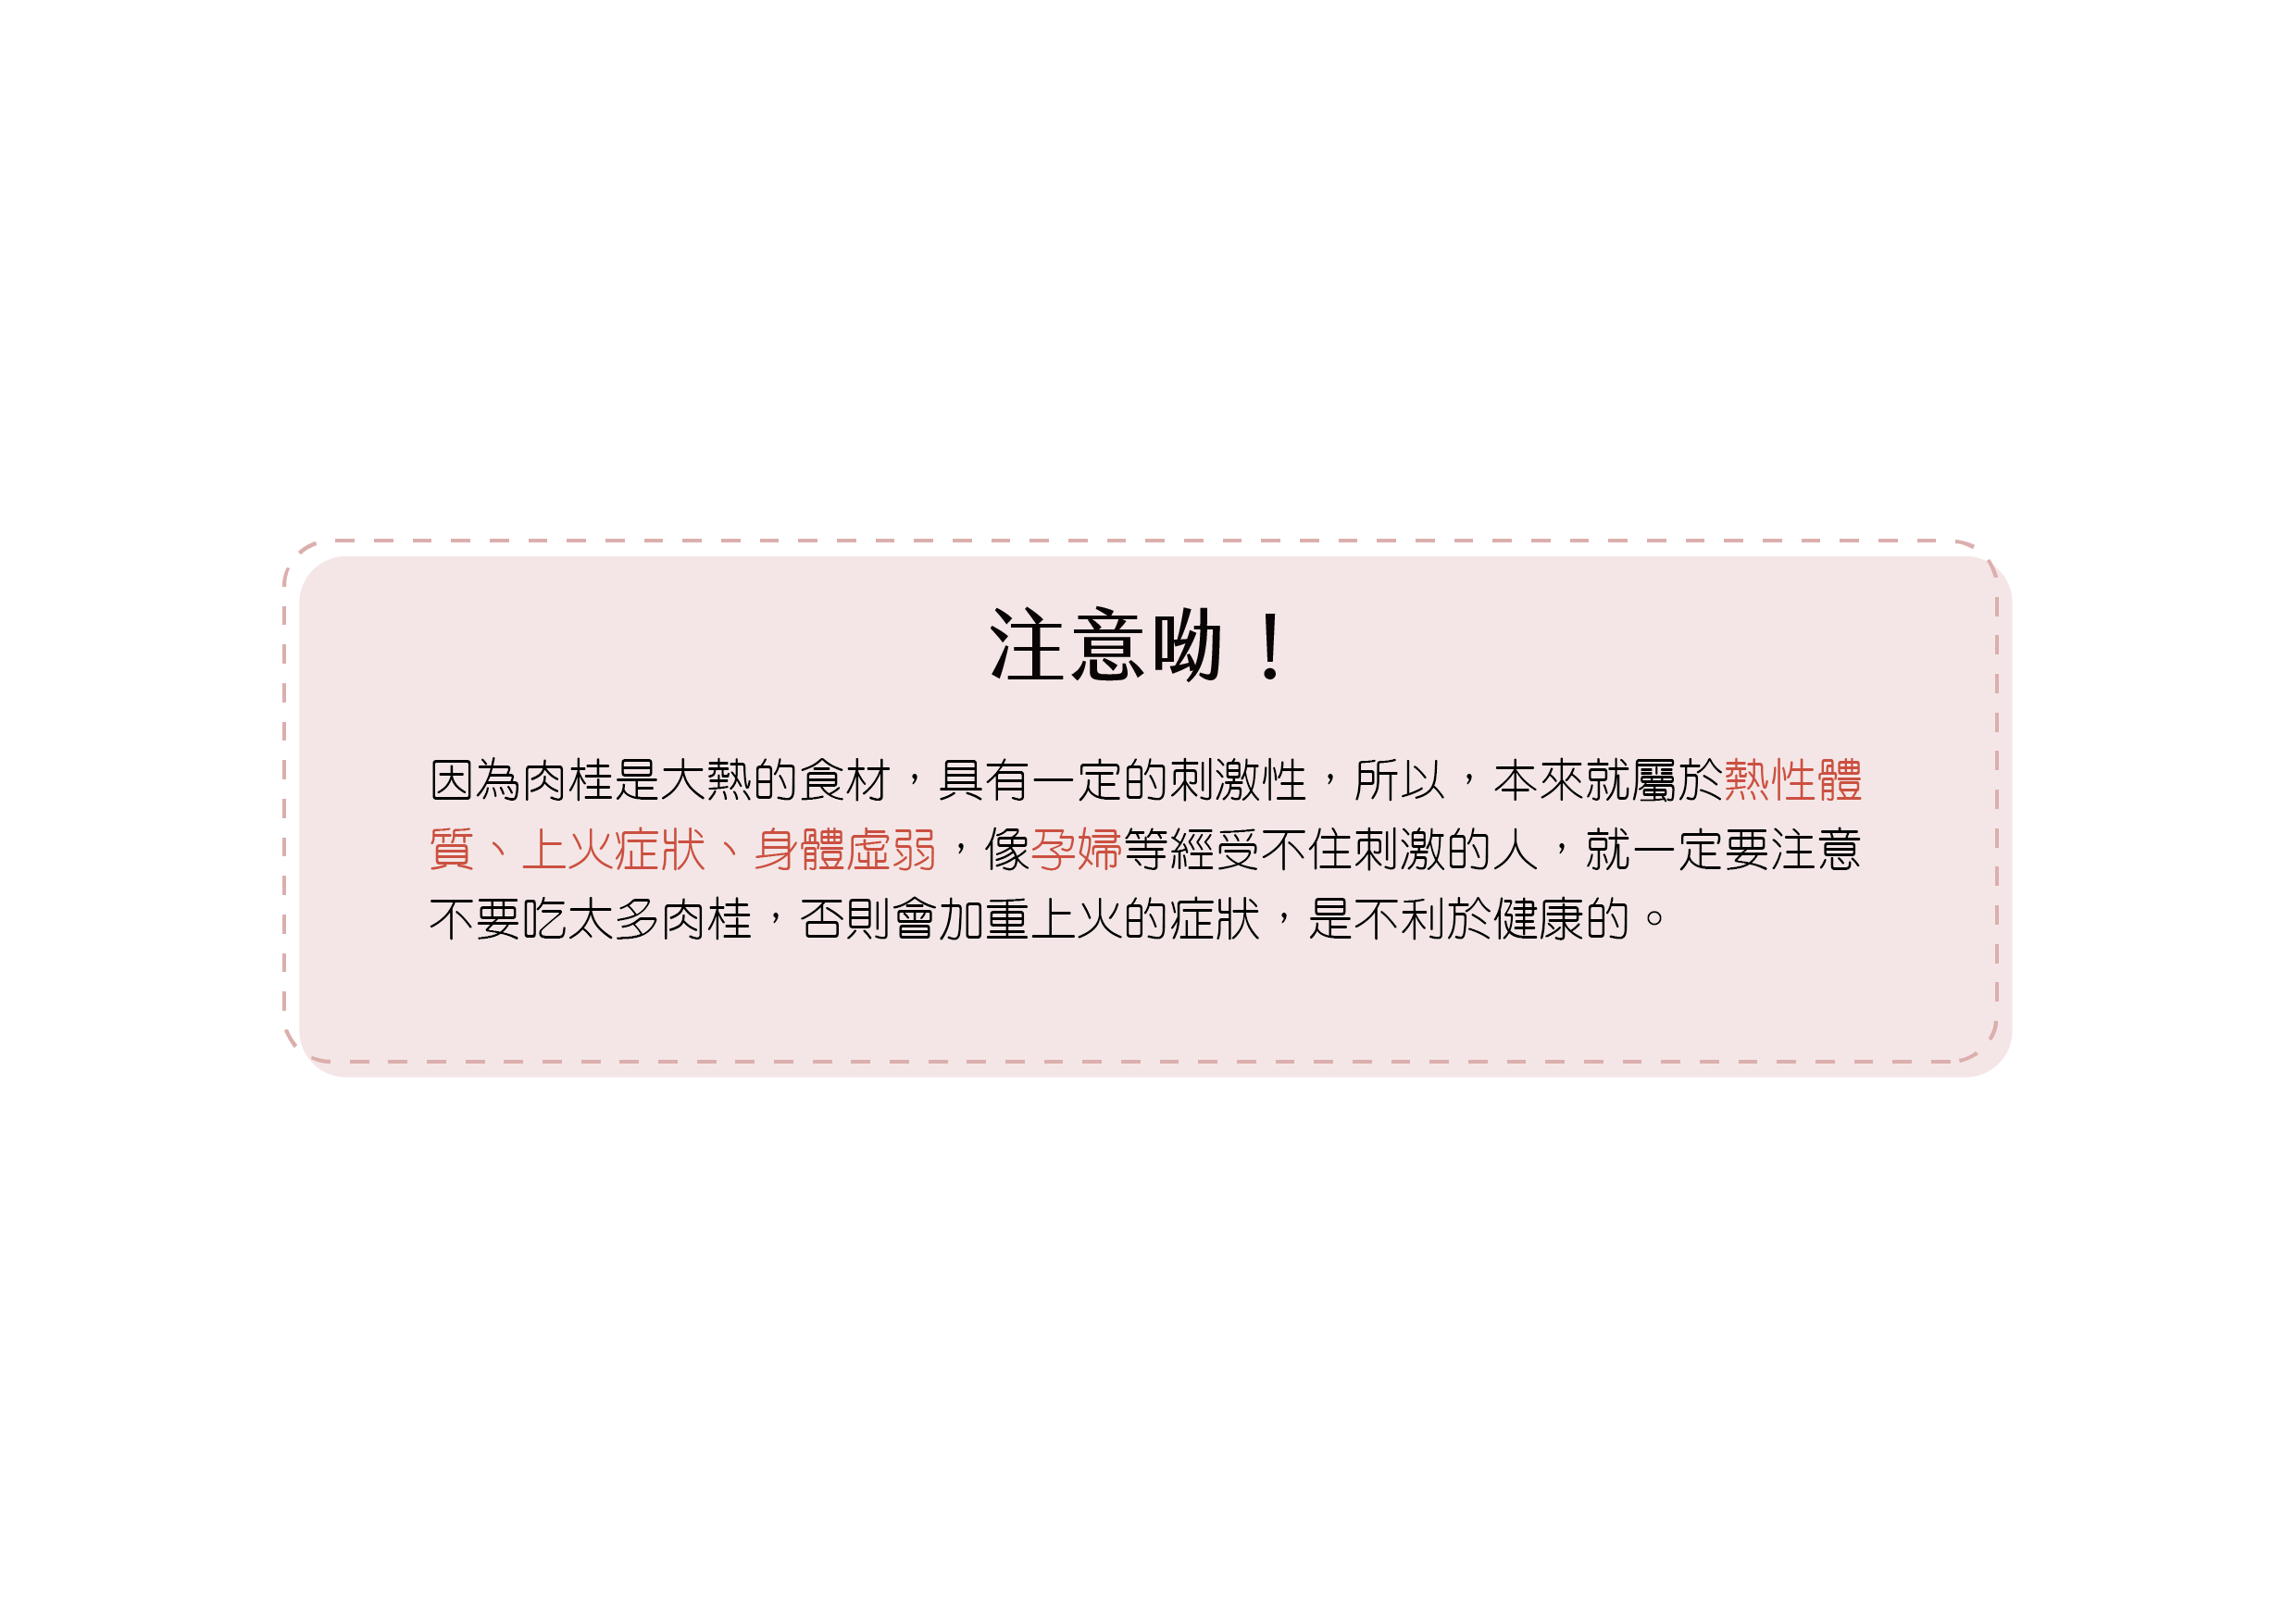 注意呦！
因為肉桂是大熱的食材，具有一定的刺激性，所以，本來就屬於熱性體
質、上火症狀、身體虛弱，像孕婦等經受不住刺激的人，就一定要注意
不要吃太多肉桂，否則會加重上火的症狀，是不利於健康的。